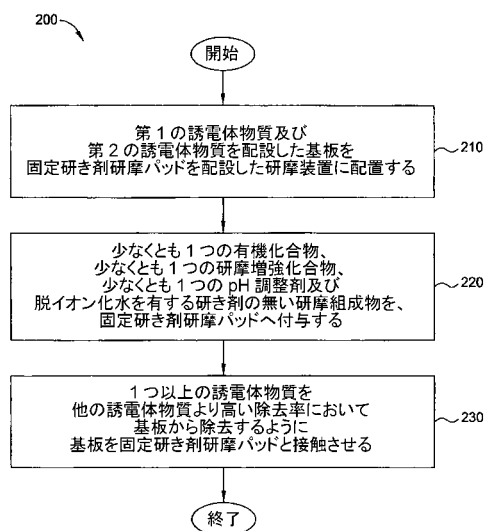 200
開始
第1の誘電体物質及び
第2の誘電体物質を配設した基板を
固定研き剤研摩パッドを配設した研摩装置に配置する
210
少なくとも1つの有機化合物、
少なくとも1つの研摩増強化合物、
少なくとも1つのpH調整剤及び
脱イオン化水を有する研き剤の無い研摩組成物を、
固定研き剤研摩パッドへ付与する
220
1つ以上の誘電体物質を
他の誘電体物質より高い除去率において
基板から除去するように
基板を固定研き剤研摩パッドと接触させる
230
終了